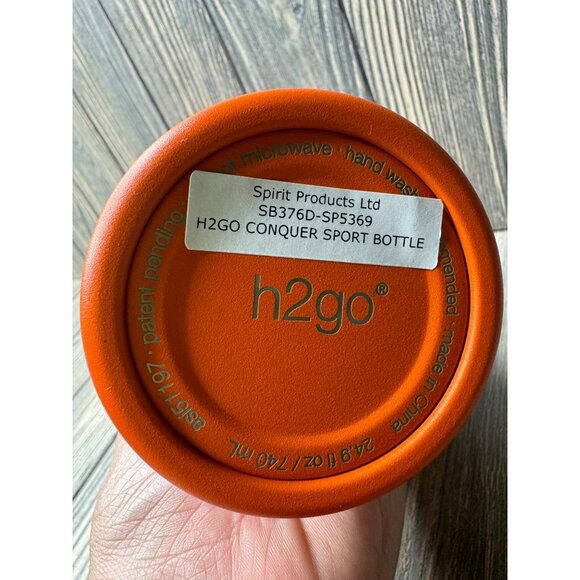 Spirit Products Ltd
SB376D-SP5369
H2GO CONQUER SPORT BOTTLE
h2go®
asi51197 · patent pending
microwave · hand wash
· made in China
24.9 fl oz / 740 mL